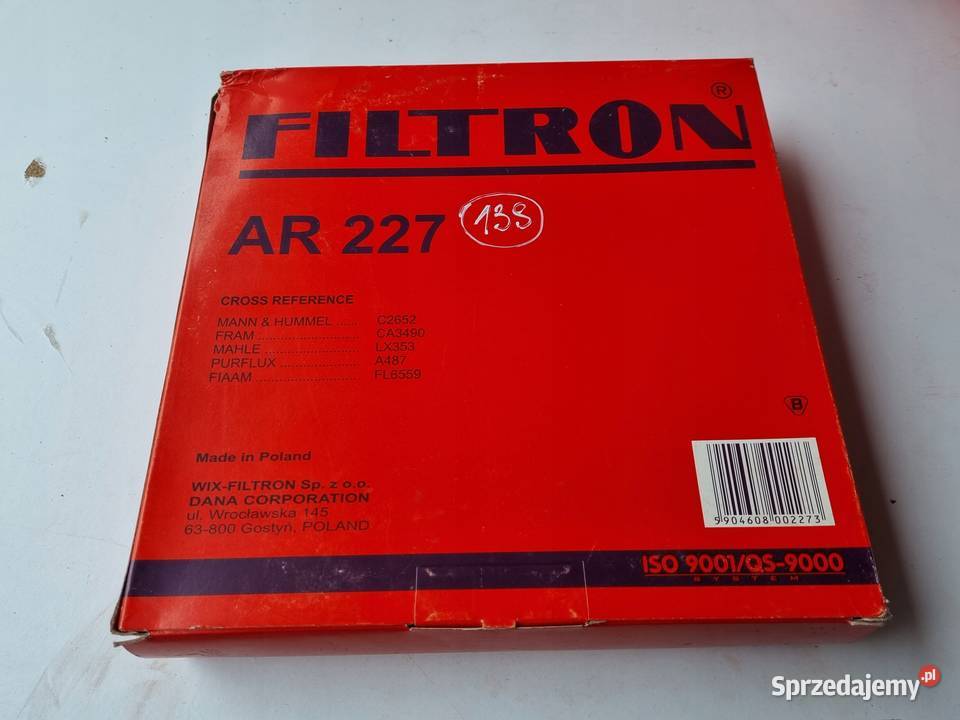 FILTRON®
AR 227 138
CROSS REFERENCE
MANN & HUMMEL ...... C2652
FRAM ............................ CA3490
MAHLE ......................... LX353
PURFLUX ..................... A487
FIAAM ........................... FL6559
B
Made in Poland
WIX-FILTRON Sp. z o.o.
DANA CORPORATION
ul. Wrocławska 145
63-800 Gostyń, POLAND
5904608 002273
ISO 9001/QS-9000
SYSTEM
Sprzedajemy.pl